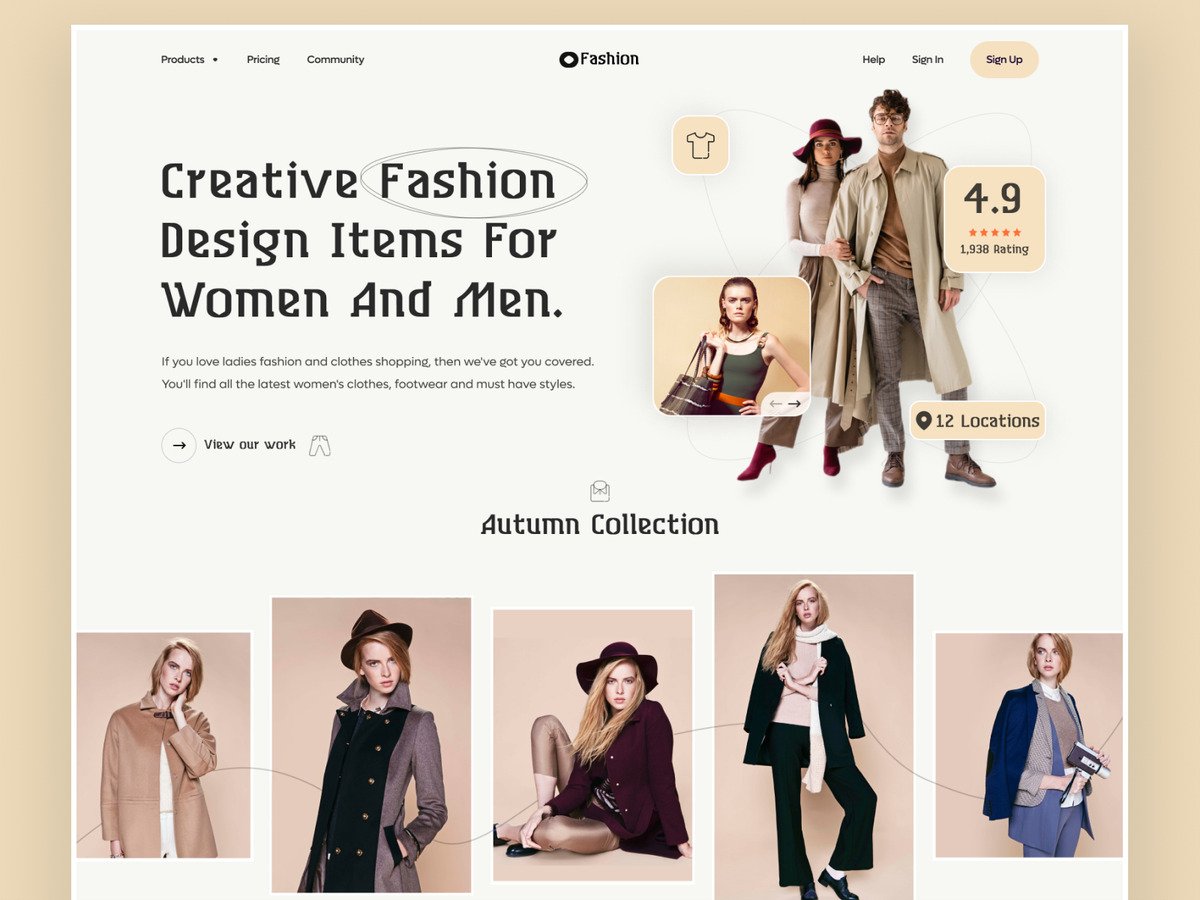 Products
Pricing
Community
Fashion
Help
Sign In
Sign Up
Creative Fashion
Design Items For
Women And Men.
If you love ladies fashion and clothes shopping, then we've got you covered.
You'll find all the latest women's clothes, footwear and must have styles.
View our work
4.9
1,938 Rating
12 Locations
Autumn Collection